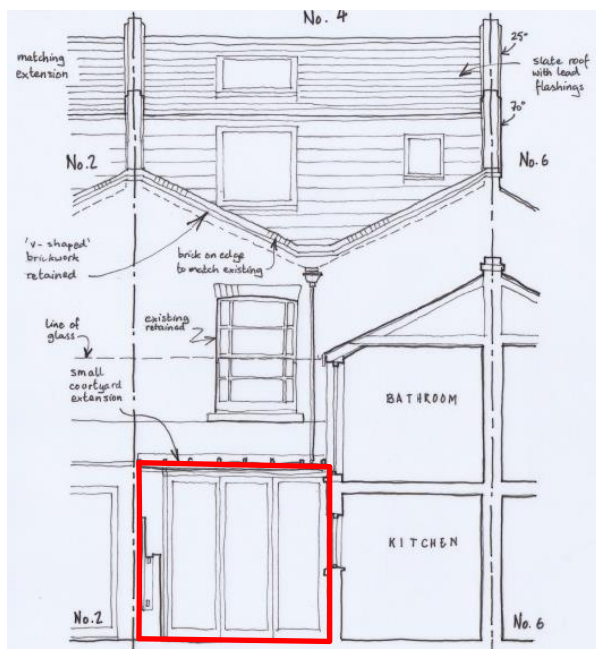 No. 4
matching
extension
25°
slate roof
with lead
flashings
70°
No.2
No.6
'v-shaped'
brickwork
retained
brick on edge
to match existing
line of
glass
existing
retained
small
courtyard
extension
BATHROOM
KITCHEN
No.2
No.6